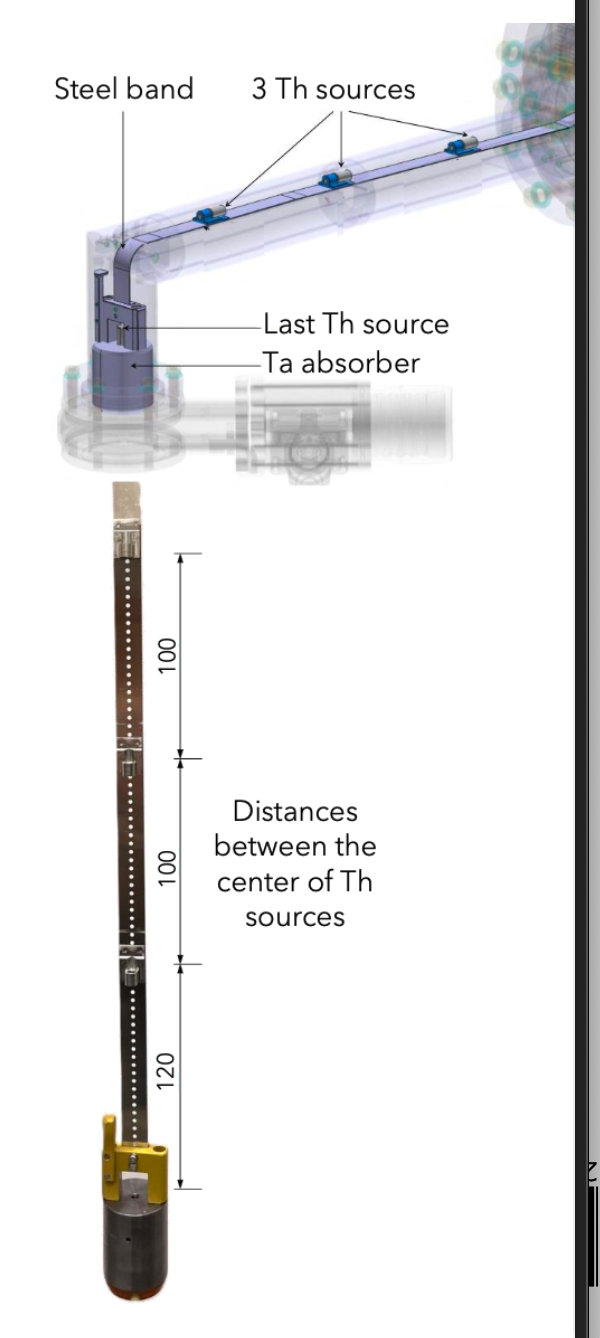 Steel band
3 Th sources
Last Th source
Ta absorber
100
100
Distances
between the
center of Th
sources
120